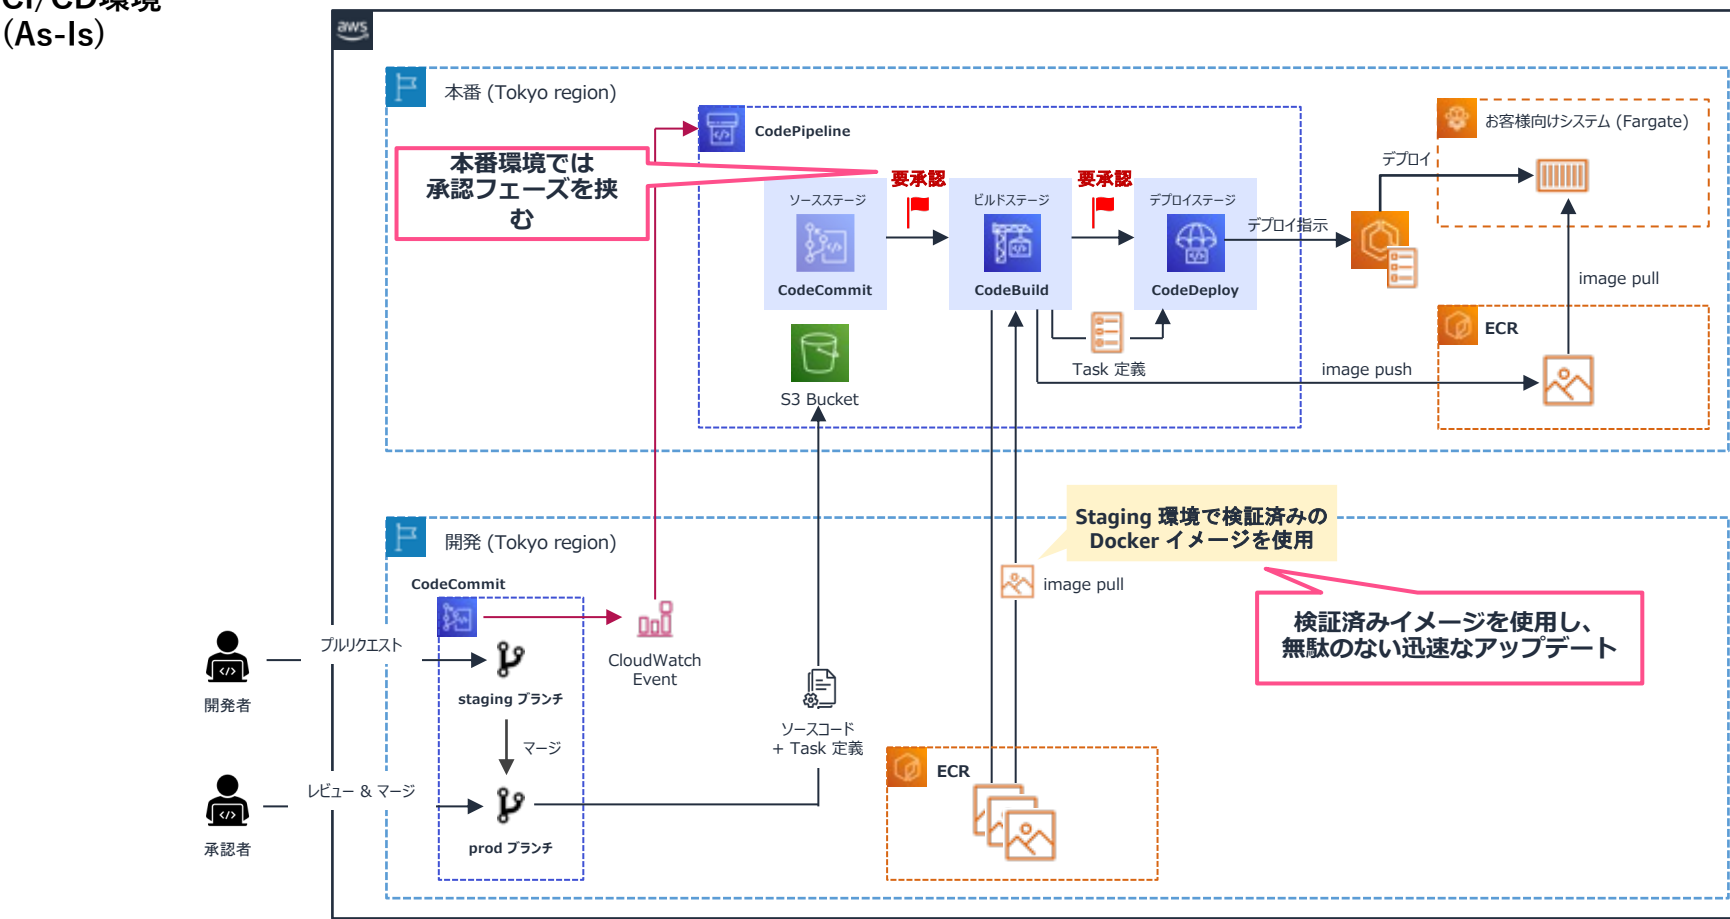 CI/CD環境
(As-Is)
aws
本番 (Tokyo region)
CodePipeline
お客様向けシステム (Fargate)
本番環境では
承認フェーズを挟
む
要承認
要承認
デプロイ
ソースステージ
ビルドステージ
デプロイステージ
デプロイ指示
CodeCommit
CodeBuild
CodeDeploy
image pull
ECR
Task 定義
image push
S3 Bucket
Staging 環境で検証済みの
Docker イメージを使用
開発 (Tokyo region)
CodeCommit
image pull
検証済みイメージを使用し、
無駄のない迅速なアップデート
プルリクエスト
CloudWatch
Event
開発者
staging ブランチ
ソースコード
+ Task 定義
マージ
ECR
レビュー & マージ
承認者
prod ブランチ